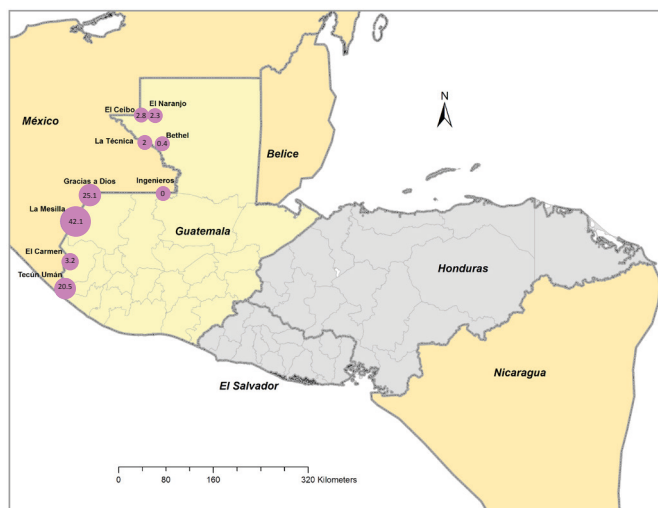 N
El Ceibo
El Naranjo
2.8
2.3
México
La Técnica
2
Bethel
0.4
Belice
Gracias a Dios
25.1
Ingenieros
0
La Mesilla
42.1
Guatemala
El Carmen
3.2
Honduras
Tecún Umán
20.5
Nicaragua
El Salvador
0 80 160 320 Kilometers